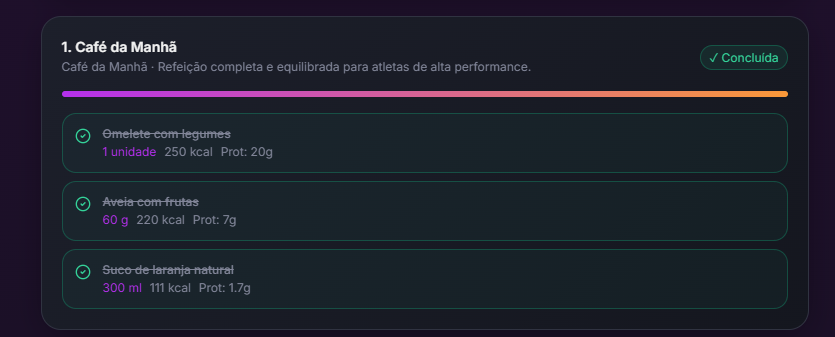 1. Café da Manhã
Café da Manhã · Refeição completa e equilibrada para atletas de alta performance.
✓ Concluída
Omelete com legumes
1 unidade 250 kcal Prot: 20g
Aveia com frutas
60 g 220 kcal Prot: 7g
Suco de laranja natural
300 ml 111 kcal Prot: 1.7g